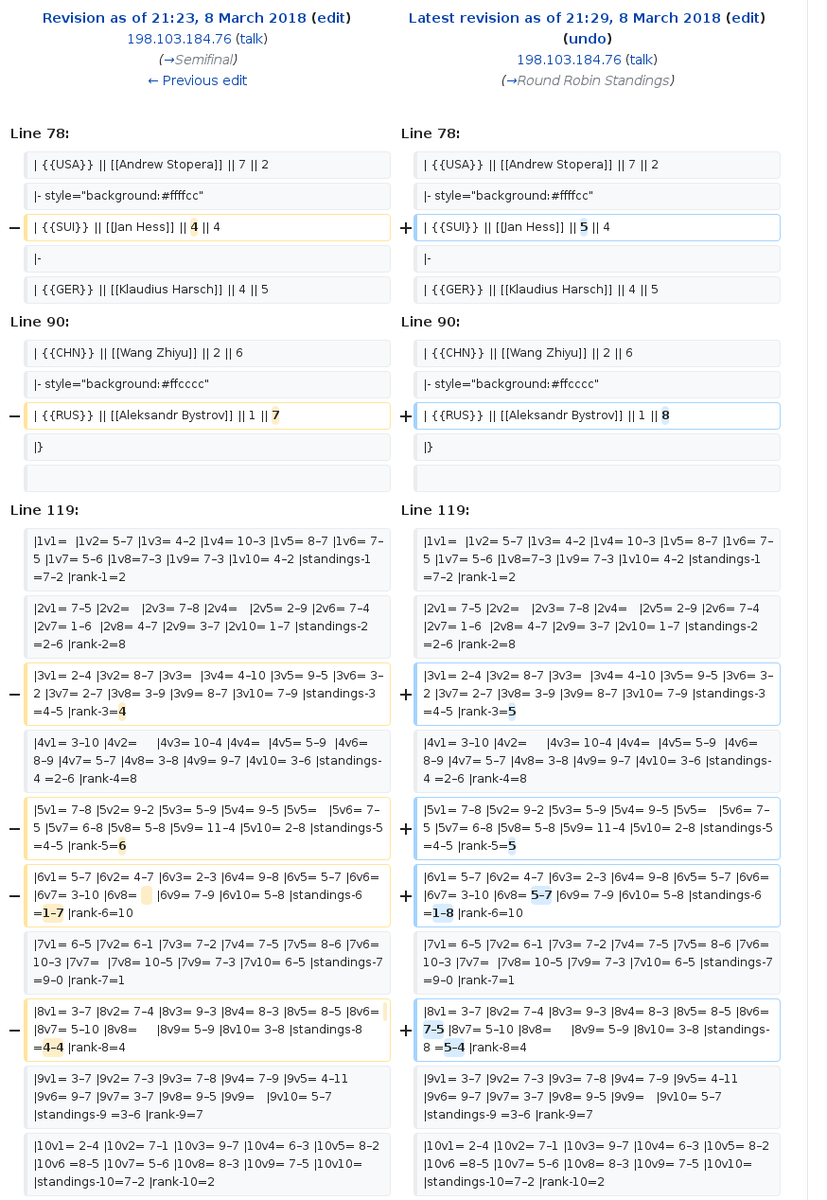 Revision as of 21:23, 8 March 2018 (edit)
198.103.184.76 (talk)
(→Semifinal)
← Previous edit
Latest revision as of 21:29, 8 March 2018 (edit)
(undo)
198.103.184.76 (talk)
(→Round Robin Standings)
Line 78:
Line 78:
| {{USA}} || [[Andrew Stopera]] || 7 || 2
| {{USA}} || [[Andrew Stopera]] || 7 || 2
|- style="background:#ffffcc"
|- style="background:#ffffcc"
− | {{SUI}} || [[Jan Hess]] || 4 || 4
+ | {{SUI}} || [[Jan Hess]] || 5 || 4
|-
|-
| {{GER}} || [[Klaudius Harsch]] || 4 || 5
| {{GER}} || [[Klaudius Harsch]] || 4 || 5
Line 90:
Line 90:
| {{CHN}} || [[Wang Zhiyu]] || 2 || 6
| {{CHN}} || [[Wang Zhiyu]] || 2 || 6
|- style="background:#ffcccc"
|- style="background:#ffcccc"
− | {{RUS}} || [[Aleksandr Bystrov]] || 1 || 7
+ | {{RUS}} || [[Aleksandr Bystrov]] || 1 || 8
|}
|}
Line 119:
Line 119:
|1v1=  |1v2= 5–7 |1v3= 4–2 |1v4= 10–3 |1v5= 8–7 |1v6= 7–
5 |1v7= 5–6 |1v8=7–3 |1v9= 7–3 |1v10= 4–2 |standings-1
=7–2 |rank-1=2
|1v1=  |1v2= 5–7 |1v3= 4–2 |1v4= 10–3 |1v5= 8–7 |1v6= 7–
5 |1v7= 5–6 |1v8=7–3 |1v9= 7–3 |1v10= 4–2 |standings-1
=7–2 |rank-1=2
|2v1= 7–5 |2v2=   |2v3= 7–8 |2v4=   |2v5= 2–9 |2v6= 7–4
|2v7= 1–6  |2v8= 4–7 |2v9= 3–7 |2v10= 1–7 |standings-2
=2–6 |rank-2=8
|2v1= 7–5 |2v2=   |2v3= 7–8 |2v4=   |2v5= 2–9 |2v6= 7–4
|2v7= 1–6  |2v8= 4–7 |2v9= 3–7 |2v10= 1–7 |standings-2
=2–6 |rank-2=8
− |3v1= 2–4 |3v2= 8–7 |3v3=  |3v4= 4–10 |3v5= 9–5 |3v6= 3–
2 |3v7= 2–7 |3v8= 3–9 |3v9= 8–7 |3v10= 7–9 |standings-3
=4–5 |rank-3=4
+ |3v1= 2–4 |3v2= 8–7 |3v3=  |3v4= 4–10 |3v5= 9–5 |3v6= 3–
2 |3v7= 2–7 |3v8= 3–9 |3v9= 8–7 |3v10= 7–9 |standings-3
=4–5 |rank-3=5
|4v1= 3–10 |4v2=     |4v3= 10–4 |4v4=  |4v5= 5–9  |4v6=
8–9 |4v7= 5–7 |4v8= 3–8 |4v9= 9–7 |4v10= 3–6 |standings-
4 =2–6 |rank-4=8
|4v1= 3–10 |4v2=     |4v3= 10–4 |4v4=  |4v5= 5–9  |4v6=
8–9 |4v7= 5–7 |4v8= 3–8 |4v9= 9–7 |4v10= 3–6 |standings-
4 =2–6 |rank-4=8
− |5v1= 7–8 |5v2= 9–2 |5v3= 5–9 |5v4= 9–5 |5v5=   |5v6= 7–
5 |5v7= 6–8 |5v8= 5–8 |5v9= 11–4 |5v10= 2–8 |standings-5
=4–5 |rank-5=6
+ |5v1= 7–8 |5v2= 9–2 |5v3= 5–9 |5v4= 9–5 |5v5=   |5v6= 7–
5 |5v7= 6–8 |5v8= 5–8 |5v9= 11–4 |5v10= 2–8 |standings-5
=4–5 |rank-5=5
− |6v1= 5–7 |6v2= 4–7 |6v3= 2–3 |6v4= 9–8 |6v5= 5–7 |6v6=
|6v7= 3–10 |6v8=   |6v9= 7–9 |6v10= 5–8 |standings-6
=1–7 |rank-6=10
+ |6v1= 5–7 |6v2= 4–7 |6v3= 2–3 |6v4= 9–8 |6v5= 5–7 |6v6=
|6v7= 3–10 |6v8= 5–7 |6v9= 7–9 |6v10= 5–8 |standings-6
=1–8 |rank-6=10
|7v1= 6–5 |7v2= 6–1 |7v3= 7–2 |7v4= 7–5 |7v5= 8–6 |7v6=
10–3 |7v7=  |7v8= 10–5 |7v9= 7–3 |7v10= 6–5 |standings-7
=9–0 |rank-7=1
|7v1= 6–5 |7v2= 6–1 |7v3= 7–2 |7v4= 7–5 |7v5= 8–6 |7v6=
10–3 |7v7=  |7v8= 10–5 |7v9= 7–3 |7v10= 6–5 |standings-7
=9–0 |rank-7=1
− |8v1= 3–7 |8v2= 7–4 |8v3= 9–3 |8v4= 8–3 |8v5= 8–5 |8v6=
|8v7= 5–10 |8v8=     |8v9= 5–9 |8v10= 3–8 |standings-8
=4–4 |rank-8=4
+ |8v1= 3–7 |8v2= 7–4 |8v3= 9–3 |8v4= 8–3 |8v5= 8–5 |8v6=
7–5 |8v7= 5–10 |8v8=     |8v9= 5–9 |8v10= 3–8 |standings-
8 =5–4 |rank-8=4
|9v1= 3–7 |9v2= 7–3 |9v3= 7–8 |9v4= 7–9 |9v5= 4–11
|9v6= 9–7 |9v7= 3–7 |9v8= 9–5 |9v9=   |9v10= 5–7
|standings-9 =3–6 |rank-9=7
|9v1= 3–7 |9v2= 7–3 |9v3= 7–8 |9v4= 7–9 |9v5= 4–11
|9v6= 9–7 |9v7= 3–7 |9v8= 9–5 |9v9=   |9v10= 5–7
|standings-9 =3–6 |rank-9=7
|10v1= 2–4 |10v2= 7–1 |10v3= 9–7 |10v4= 6–3 |10v5= 8–2
|10v6 =8–5 |10v7= 5–6 |10v8= 8–3 |10v9= 7–5 |10v10=
|standings-10=7–2 |rank-10=2
|10v1= 2–4 |10v2= 7–1 |10v3= 9–7 |10v4= 6–3 |10v5= 8–2
|10v6 =8–5 |10v7= 5–6 |10v8= 8–3 |10v9= 7–5 |10v10=
|standings-10=7–2 |rank-10=2